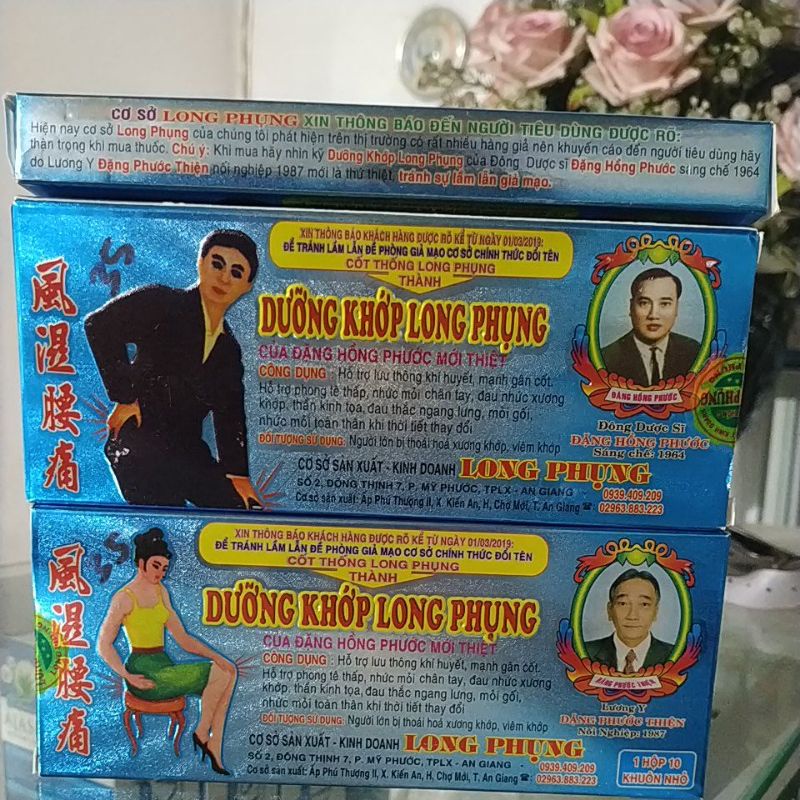 CƠ SỞ LONG PHỤNG XIN THÔNG BÁO ĐẾN NGƯỜI TIÊU DÙNG ĐƯỢC RÕ:
Hiện nay cơ sở Long Phụng của chúng tôi phát hiện trên thị trường có rất nhiều hàng giả nên khuyến cáo đến người tiêu dùng hãy
thận trọng khi mua thuốc. Chú ý: Khi mua hãy nhìn kỹ Dưỡng Khớp Long Phụng của Đông Dược sĩ Đặng Hồng Phước sáng chế 1964
do Lương Y Đặng Phước Thiện nối nghiệp 1987 mới là thứ thiệt, tránh sự lầm lẫn giả mạo.
風濕腰痛
XIN THÔNG BÁO KHÁCH HÀNG ĐƯỢC RÕ KỂ TỪ NGÀY 01/03/2019:
ĐỂ TRÁNH LẦM LẪN ĐỀ PHÒNG GIẢ MẠO CƠ SỞ CHÍNH THỨC ĐỔI TÊN
CỐT THỐNG LONG PHỤNG
THÀNH
DƯỠNG KHỚP LONG PHỤNG
CỦA ĐẶNG HỒNG PHƯỚC MỚI THIỆT
CÔNG DỤNG : Hỗ trợ lưu thông khí huyết, mạnh gân cốt.
Hỗ trợ phong tê thấp, nhức mỏi chân tay, đau nhức xương
khớp, thần kinh tọa, đau thắc ngang lưng, mỏi gối,
nhức mỏi toàn thân khi thời tiết thay đổi
ĐỐI TƯỢNG SỬ DỤNG: Người lớn bị thoái hoá xương khớp, viêm khớp
CƠ SỞ SẢN XUẤT - KINH DOANH LONG PHỤNG
SỐ 2, ĐÔNG THỊNH 7, P. MỸ PHƯỚC, TPLX - AN GIANG - 0939.409.209
Cơ sở sản xuất: Ấp Phú Thượng II, X. Kiến An, H, Chợ Mới, T. An Giang ☎: 02963.883.223
ĐẶNG HỒNG PHƯỚC
Đông Dược Sĩ
ĐẶNG HỒNG PHƯỚC
Sáng chế: 1964
風濕腰痛
XIN THÔNG BÁO KHÁCH HÀNG ĐƯỢC RÕ KỂ TỪ NGÀY 01/03/2019:
ĐỂ TRÁNH LẦM LẪN ĐỀ PHÒNG GIẢ MẠO CƠ SỞ CHÍNH THỨC ĐỔI TÊN
CỐT THỐNG LONG PHỤNG
THÀNH
DƯỠNG KHỚP LONG PHỤNG
CỦA ĐẶNG HỒNG PHƯỚC MỚI THIỆT
CÔNG DỤNG : Hỗ trợ lưu thông khí huyết, mạnh gân cốt.
Hỗ trợ phong tê thấp, nhức mỏi chân tay, đau nhức xương
khớp, thần kinh tọa, đau thắc ngang lưng, mỏi gối,
nhức mỏi toàn thân khi thời tiết thay đổi
ĐỐI TƯỢNG SỬ DỤNG: Người lớn bị thoái hoá xương khớp, viêm khớp
CƠ SỞ SẢN XUẤT - KINH DOANH LONG PHỤNG
SỐ 2, ĐÔNG THỊNH 7, P. MỸ PHƯỚC, TPLX - AN GIANG - 0939.409.209
Cơ sở sản xuất: Ấp Phú Thượng II, X. Kiến An, H, Chợ Mới, T. An Giang ☎: 02963.883.223
ĐẶNG PHƯỚC THIỆN
Lương Y
ĐẶNG PHƯỚC THIỆN
Nối Nghiệp: 1987
1 HỘP 10
KHUÔN NHỎ